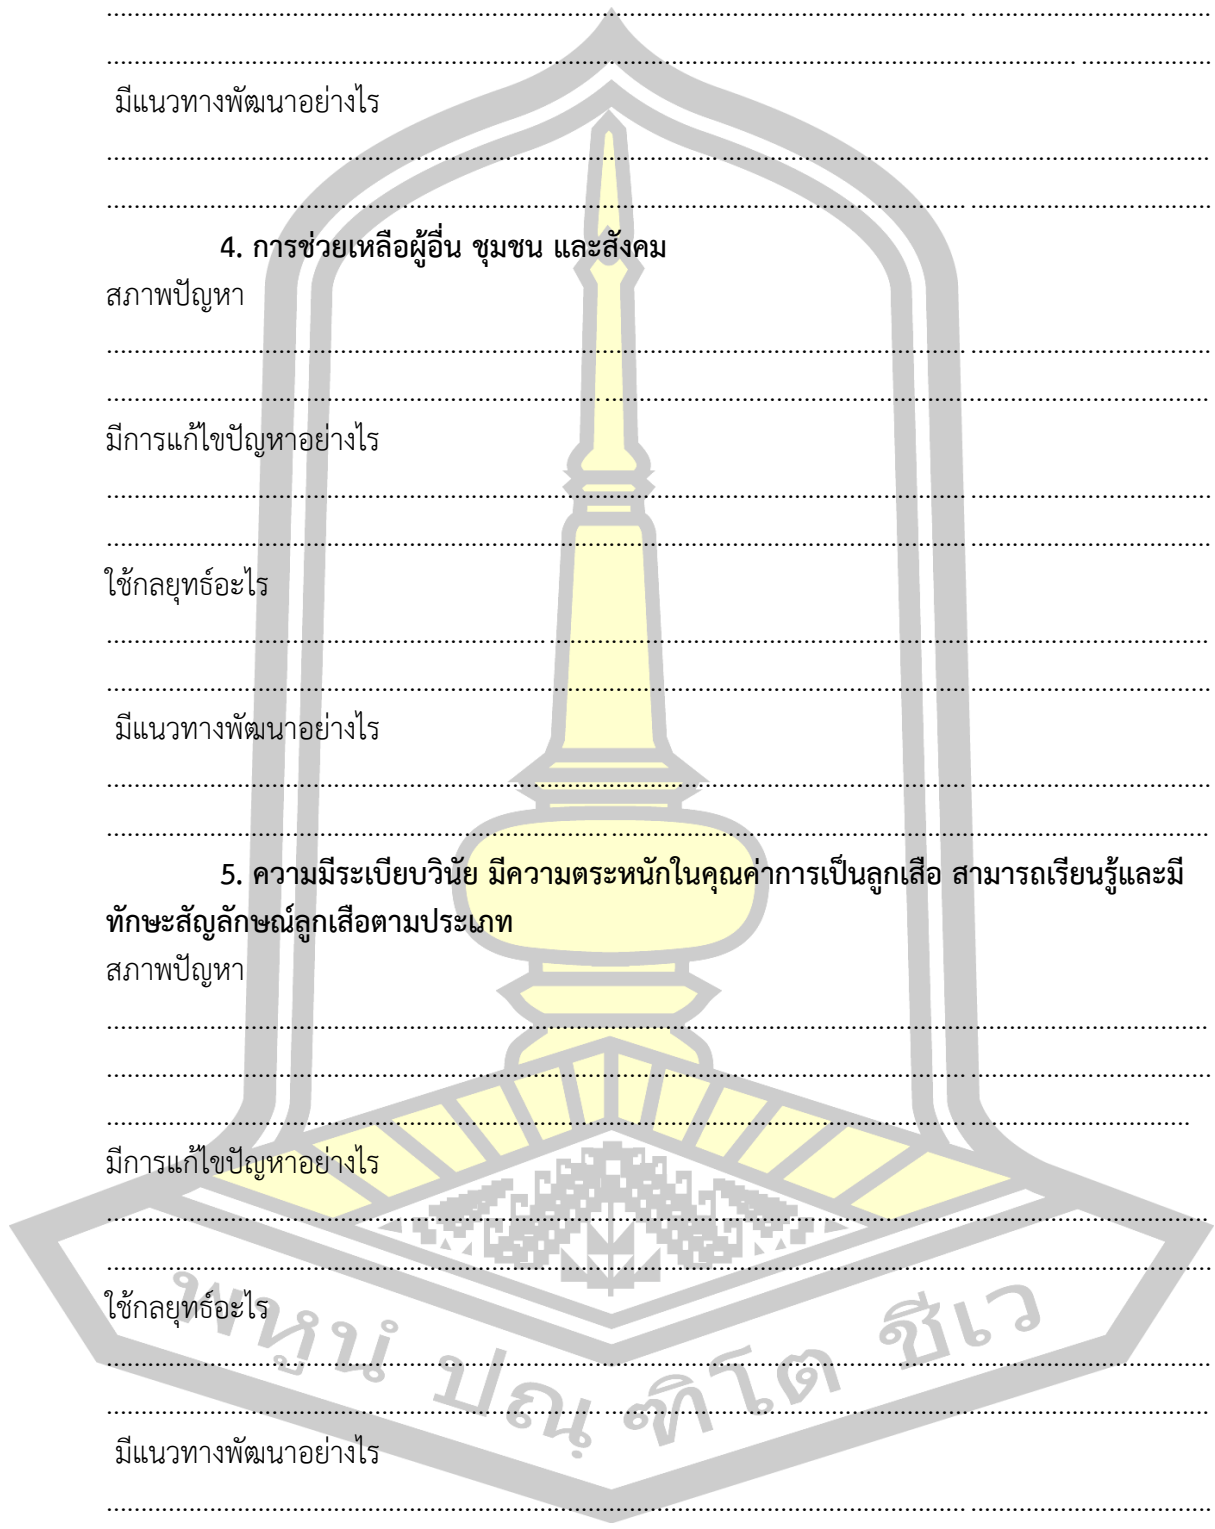 ........................................................................................................................................................
........................................................................................................................................................
มีแนวทางพัฒนาอย่างไร
........................................................................................................................................................
........................................................................................................................................................
4. การช่วยเหลือผู้อื่น ชุมชน และสังคม
สภาพปัญหา
........................................................................................................................................................
........................................................................................................................................................
มีการแก้ไขปัญหาอย่างไร
........................................................................................................................................................
........................................................................................................................................................
ใช้กลยุทธ์อะไร
........................................................................................................................................................
........................................................................................................................................................
มีแนวทางพัฒนาอย่างไร
........................................................................................................................................................
........................................................................................................................................................
5. ความมีระเบียบวินัย มีความตระหนักในคุณค่าการเป็นลูกเสือ สามารถเรียนรู้และมี
ทักษะสัญลักษณ์ลูกเสือตามประเภท
สภาพปัญหา
........................................................................................................................................................
........................................................................................................................................................
........................................................................................................................................................
มีการแก้ไขปัญหาอย่างไร
........................................................................................................................................................
........................................................................................................................................................
ใช้กลยุทธ์อะไร
........................................................................................................................................................
........................................................................................................................................................
มีแนวทางพัฒนาอย่างไร
........................................................................................................................................................
พหูนํ ปณฺฑิโต ชีเว